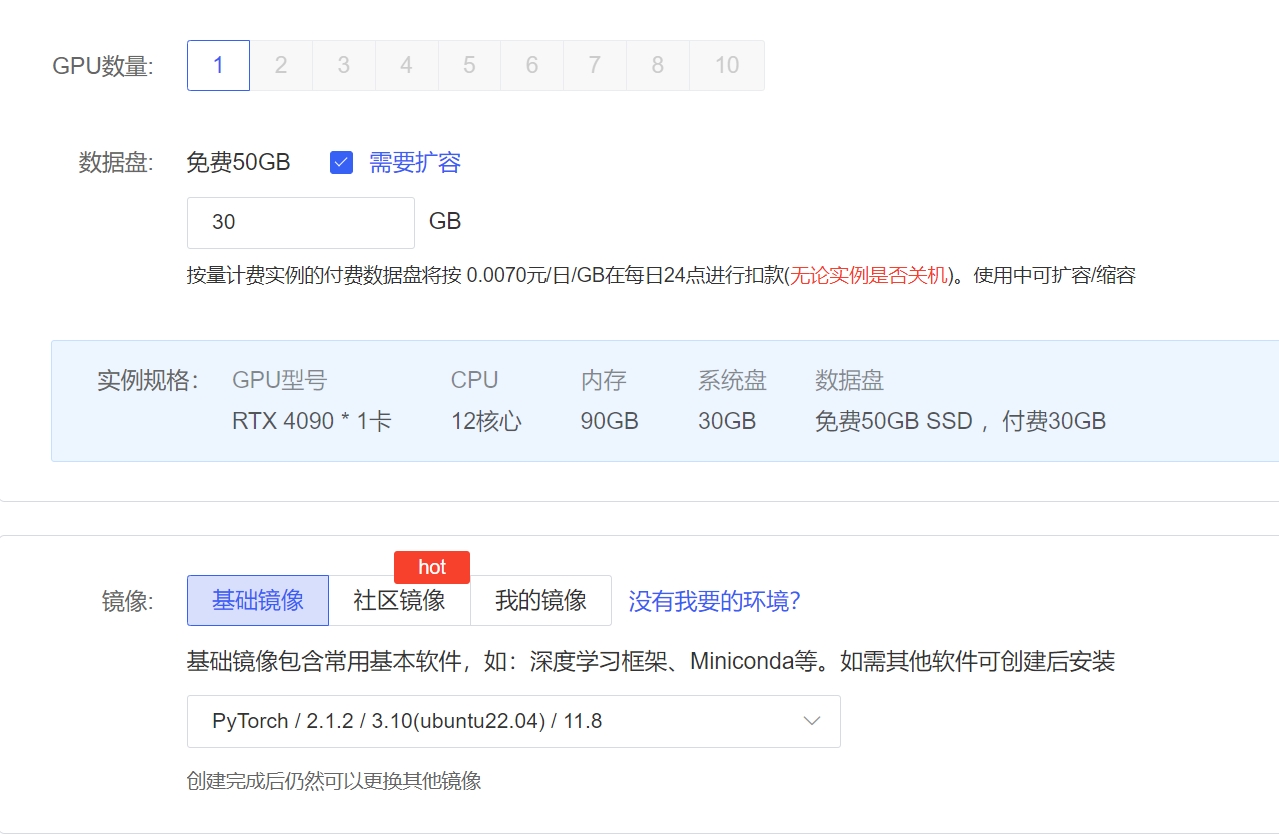 GPU数量: 1 2 3 4 5 6 7 8 10
数据盘: 免费50GB 需要扩容
30 GB
按量计费实例的付费数据盘将按 0.0070元/日/GB在每日24点进行扣款(无论实例是否关机)。使用中可扩容/缩容
实例规格： GPU型号 CPU 内存 系统盘 数据盘
RTX 4090 * 1卡 12核心 90GB 30GB 免费50GB SSD ，付费30GB
hot
镜像: 基础镜像 社区镜像 我的镜像 没有我要的环境？
基础镜像包含常用基本软件，如：深度学习框架、Miniconda等。如需其他软件可创建后安装
PyTorch / 2.1.2 / 3.10(ubuntu22.04) / 11.8
创建完成后仍然可以更换其他镜像